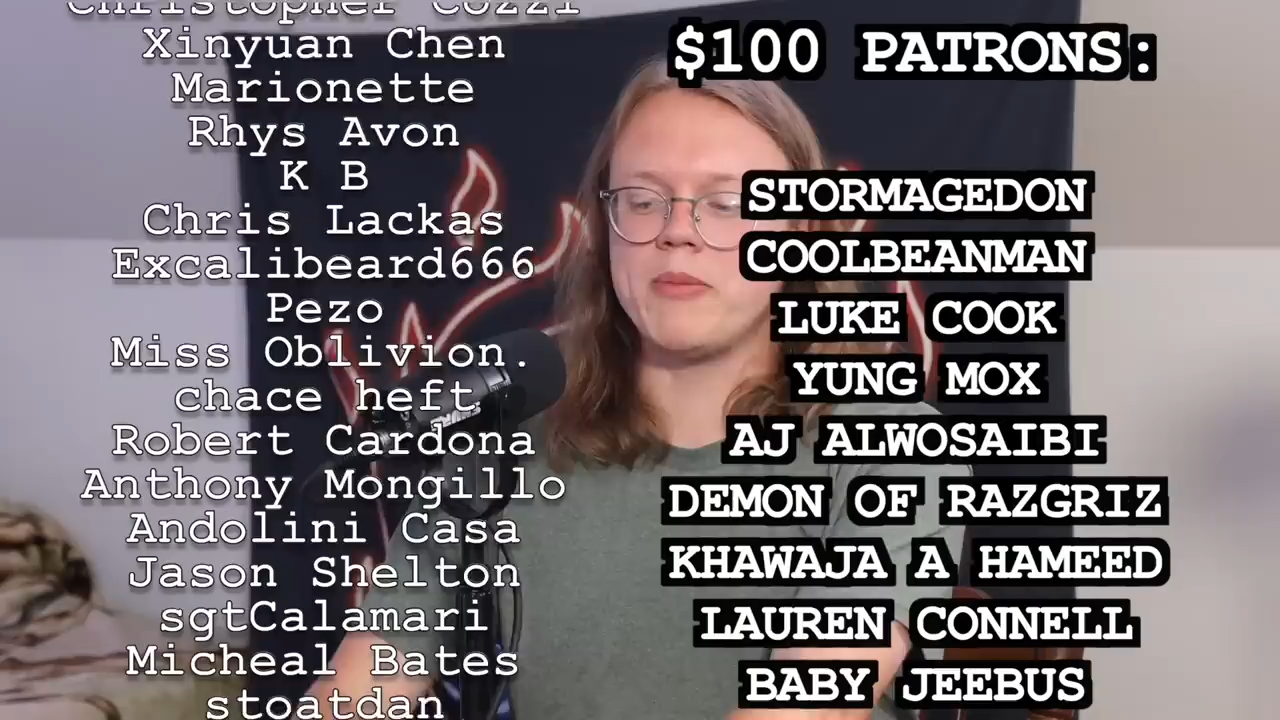 Christopher Cozzi
Xinyuan Chen
Marionette
Rhys Avon
K B
Chris Lackas
Excalibeard666
Pezo
Miss Oblivion.
chace heft
Robert Cardona
Anthony Mongillo
Andolini Casa
Jason Shelton
sgtCalamari
Micheal Bates
stoatdan
$100 PATRONS:
STORMAGEDON
COOLBEANMAN
LUKE COOK
YUNG MOX
AJ ALWOSAIBI
DEMON OF RAZGRIZ
KHAWAJA A HAMEED
LAUREN CONNELL
BABY JEEBUS